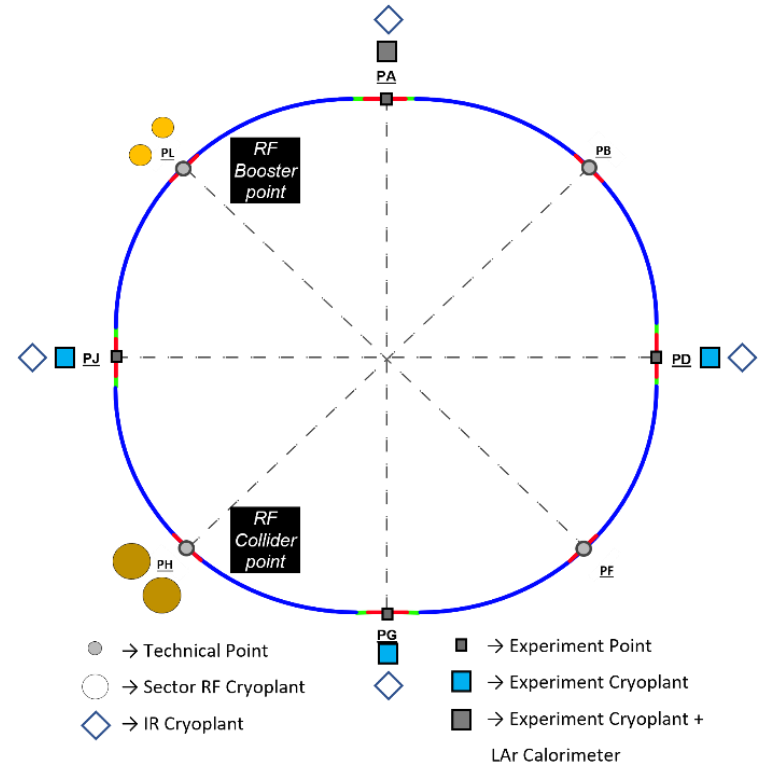 PA
PL
RF
Booster
point
PB
PJ
PD
RF
Collider
point
PH
PF
PG
→ Technical Point
→ Sector RF Cryoplant
→ IR Cryoplant
→ Experiment Point
→ Experiment Cryoplant
→ Experiment Cryoplant +
LAr Calorimeter